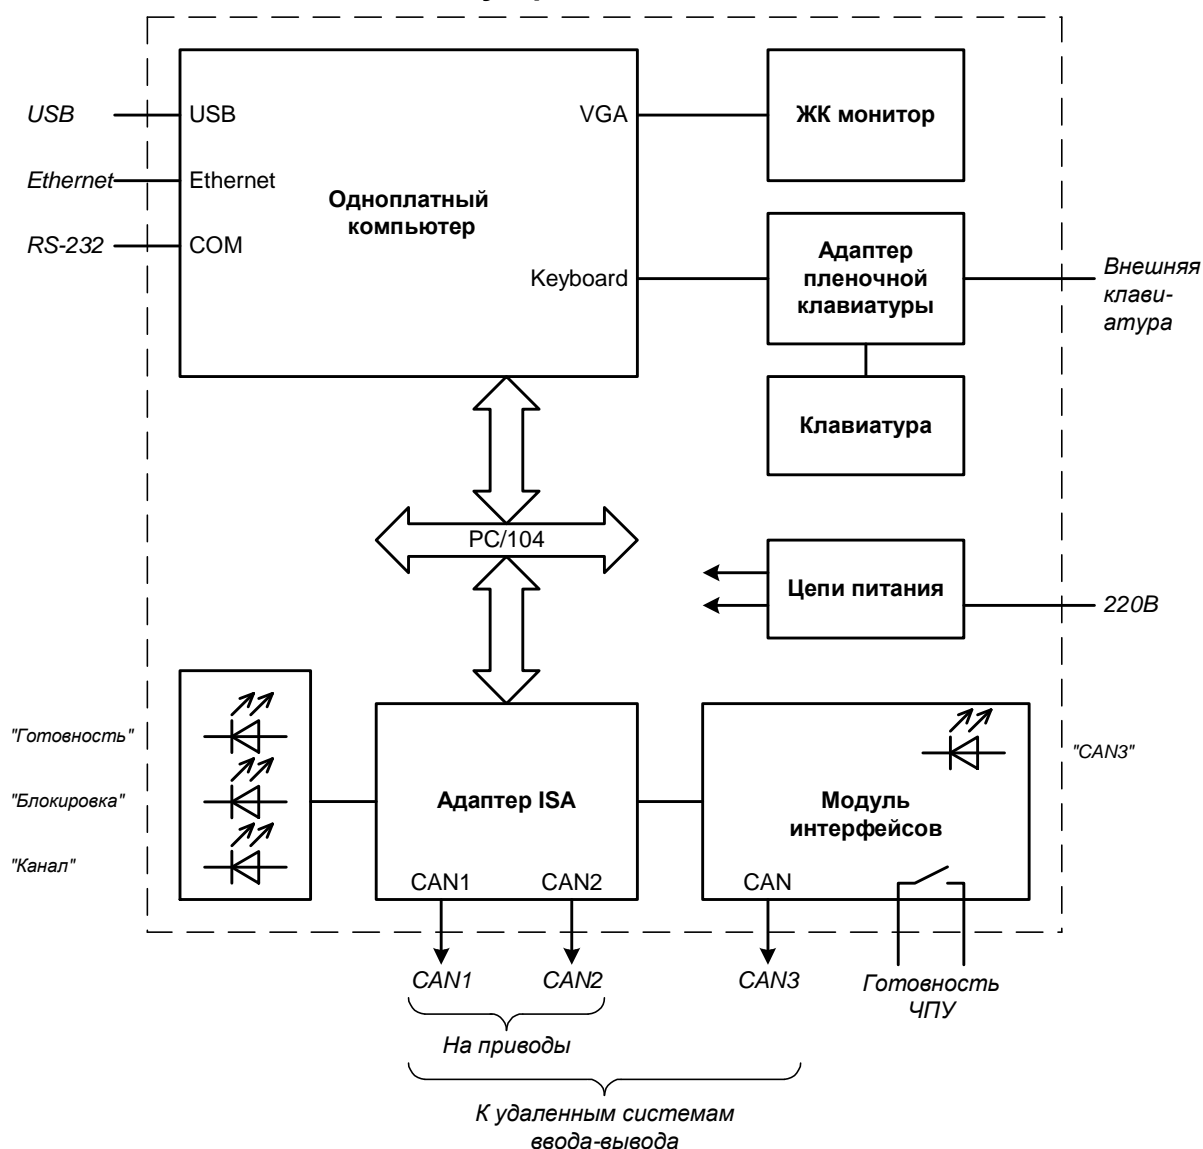 USB
USB
VGA
ЖК монитор
Ethernet
Ethernet
Одноплатный
компьютер
RS-232
COM
Keyboard
Адаптер
пленочной
клавиатуры
Внешняя
клави-
атура
Клавиатура
PC/104
Цепи питания
220В
"Готовность"
"Блокировка"
"Канал"
Адаптер ISA
CAN1
CAN2
Модуль
интерфейсов
CAN
"CAN3"
CAN1
CAN2
CAN3
Готовность
ЧПУ
На приводы
К удаленным системам
ввода-вывода